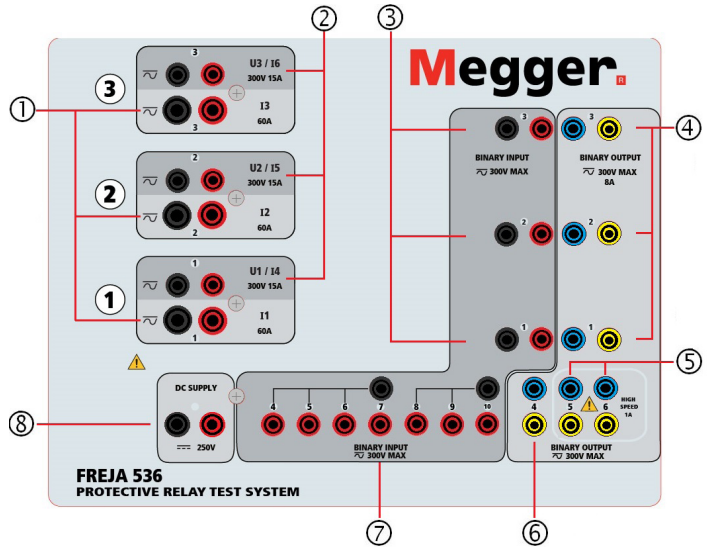 ① ② ③ ④ ⑤ ⑥ ⑦ ⑧
Megger.
3
3
U3 / I6
300V 15A
I3
60A
3
2
2
U2 / I5
300V 15A
I2
60A
2
1
1
U1 / I4
300V 15A
I1
60A
1
3
BINARY INPUT
300V MAX
2
1
3
BINARY OUTPUT
300V MAX
8A
2
1
DC SUPPLY
250V
4 5 6 7 8 9 10
BINARY INPUT
300V MAX
4 5 6
HIGH
SPEED
1A
BINARY OUTPUT
300V MAX
FREJA 536
PROTECTIVE RELAY TEST SYSTEM